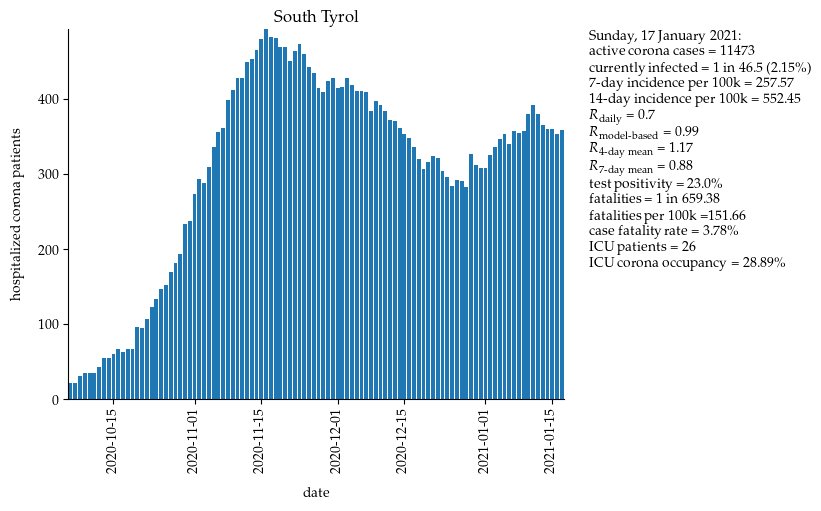 South Tyrol
hospitalized corona patients
400
300
200
100
0
2020-10-15
2020-11-01
2020-11-15
2020-12-01
2020-12-15
2021-01-01
2021-01-15
date
Sunday, 17 January 2021:
active corona cases = 11473
currently infected = 1 in 46.5 (2.15%)
7-day incidence per 100k = 257.57
14-day incidence per 100k = 552.45
R daily = 0.7
R model-based = 0.99
R 4-day mean = 1.17
R 7-day mean = 0.88
test positivity = 23.0%
fatalities = 1 in 659.38
fatalities per 100k =151.66
case fatality rate = 3.78%
ICU patients = 26
ICU corona occupancy = 28.89%